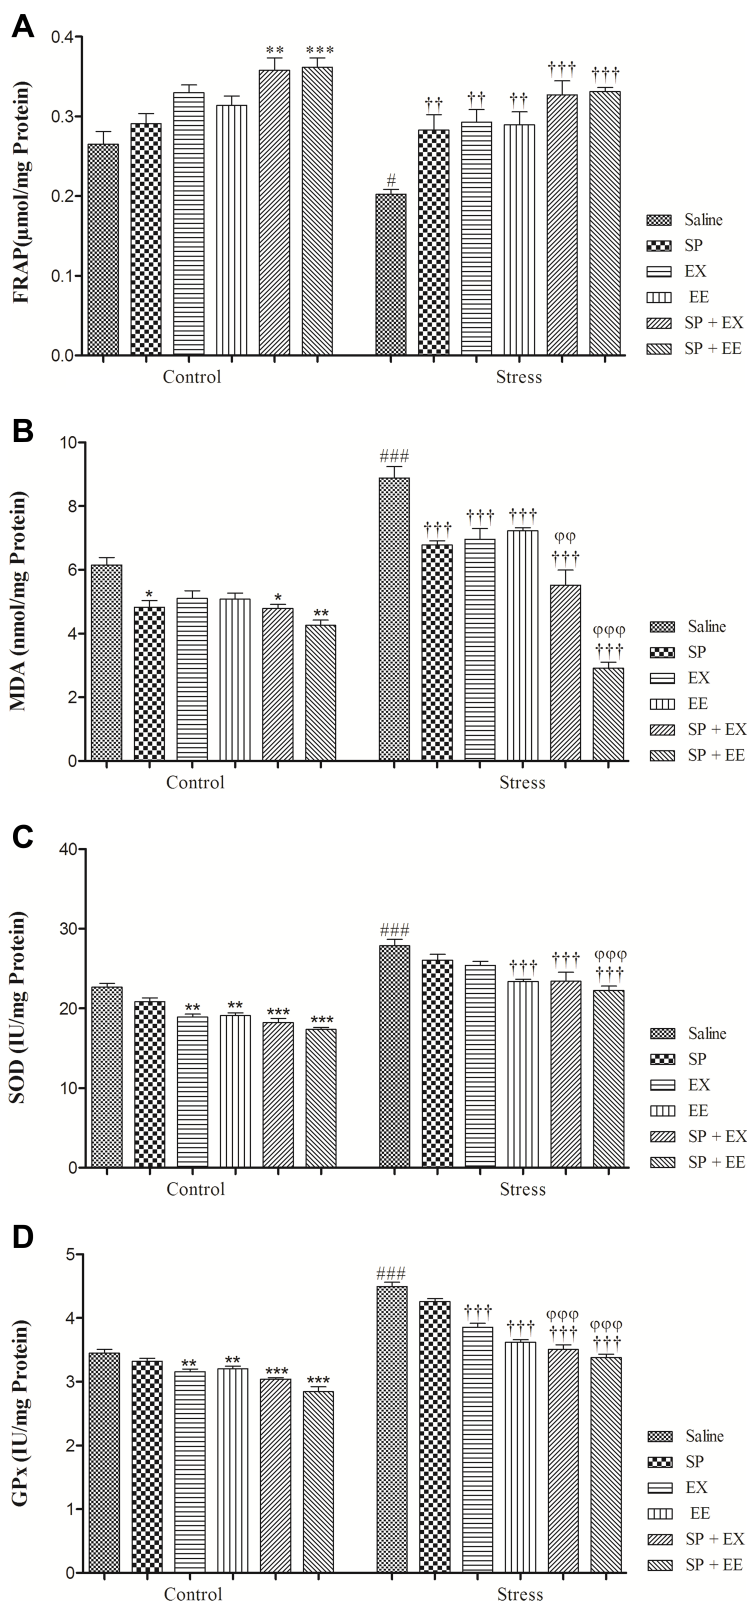 A
FRAP(µmol/mg Protein)
0.4
0.3
0.2
0.1
0.0
** ***
#
†† †† †† ††† †††
Control Stress
Saline
SP
EX
EE
SP + EX
SP + EE
B
MDA (nmol/mg Protein)
10
8
6
4
2
0
* * **
###
††† ††† †††
φφ
†††
φφφ
†††
Control Stress
Saline
SP
EX
EE
SP + EX
SP + EE
C
SOD (IU/mg Protein)
40
30
20
10
0
** ** *** ***
###
††† †††
φφφ
†††
Control Stress
Saline
SP
EX
EE
SP + EX
SP + EE
D
GPx (IU/mg Protein)
5
4
3
2
1
0
** ** *** ***
###
††† †††
φφφ
†††
φφφ
†††
Control Stress
Saline
SP
EX
EE
SP + EX
SP + EE